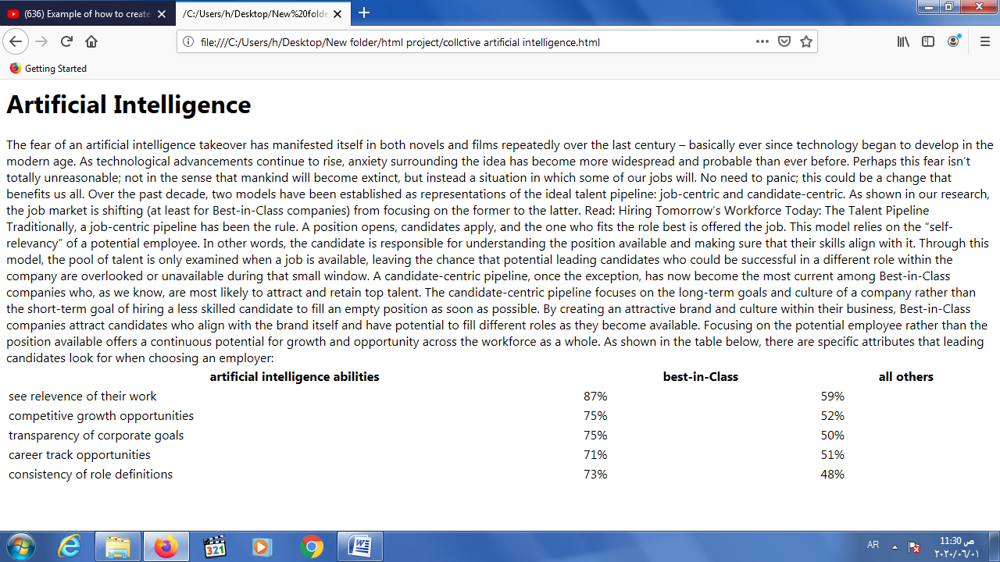 (636) Example of how to create
/C:/Users/h/Desktop/New%20folde
file:///C:/Users/h/Desktop/New folder/html project/collctive artificial intelligence.html
Getting Started
Artificial Intelligence
The fear of an artificial intelligence takeover has manifested itself in both novels and films repeatedly over the last century – basically ever since technology began to develop in the
modern age. As technological advancements continue to rise, anxiety surrounding the idea has become more widespread and probable than ever before. Perhaps this fear isn’t
totally unreasonable; not in the sense that mankind will become extinct, but instead a situation in which some of our jobs will. No need to panic; this could be a change that
benefits us all. Over the past decade, two models have been established as representations of the ideal talent pipeline: job-centric and candidate-centric. As shown in our research,
the job market is shifting (at least for Best-in-Class companies) from focusing on the former to the latter. Read: Hiring Tomorrow’s Workforce Today: The Talent Pipeline
Traditionally, a job-centric pipeline has been the rule. A position opens, candidates apply, and the one who fits the role best is offered the job. This model relies on the “self-
relevancy” of a potential employee. In other words, the candidate is responsible for understanding the position available and making sure that their skills align with it. Through this
model, the pool of talent is only examined when a job is available, leaving the chance that potential leading candidates who could be successful in a different role within the
company are overlooked or unavailable during that small window. A candidate-centric pipeline, once the exception, has now become the most current among Best-in-Class
companies who, as we know, are most likely to attract and retain top talent. The candidate-centric pipeline focuses on the long-term goals and culture of a company rather than
the short-term goal of hiring a less skilled candidate to fill an empty position as soon as possible. By creating an attractive brand and culture within their business, Best-in-Class
companies attract candidates who align with the brand itself and have potential to fill different roles as they become available. Focusing on the potential employee rather than the
position available offers a continuous potential for growth and opportunity across the workforce as a whole. As shown in the table below, there are specific attributes that leading
candidates look for when choosing an employer:
artificial intelligence abilities best-in-Class all others
see relevence of their work 87% 59%
competitive growth opportunities 75% 52%
transparency of corporate goals 75% 50%
career track opportunities 71% 51%
consistency of role definitions 73% 48%
321
AR
11:30 ص
٢٠٢٠/٠٦/٠١